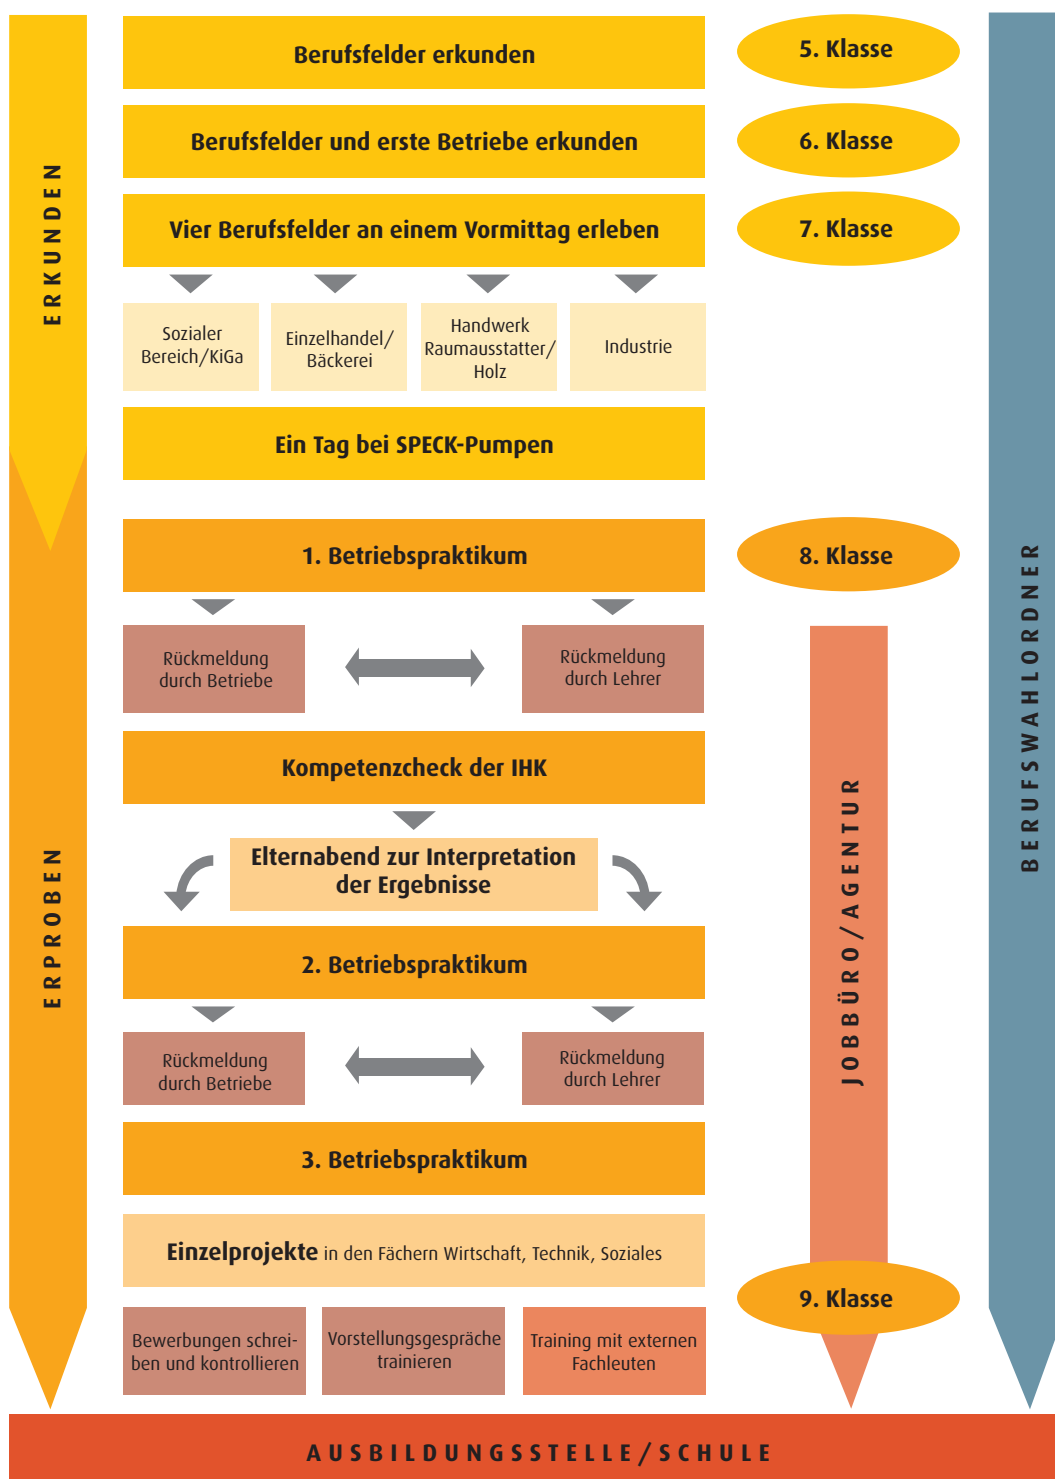 Berufsfelder erkunden
5. Klasse
Berufsfelder und erste Betriebe erkunden
6. Klasse
Vier Berufsfelder an einem Vormittag erleben
7. Klasse
ERKUNDEN
Sozialer
Bereich/KiGa
Einzelhandel/
Bäckerei
Handwerk
Raumausstatter/
Holz
Industrie
Ein Tag bei SPECK-Pumpen
1. Betriebspraktikum
8. Klasse
Rückmeldung
durch Betriebe
Rückmeldung
durch Lehrer
Kompetenzcheck der IHK
Elternabend zur Interpretation
der Ergebnisse
ERPROBEN
2. Betriebspraktikum
Rückmeldung
durch Betriebe
Rückmeldung
durch Lehrer
JOBBÜRO/AGENTUR
BERUFSWAHLORDNER
3. Betriebspraktikum
Einzelprojekte in den Fächern Wirtschaft, Technik, Soziales
9. Klasse
Bewerbungen schrei-
ben und kontrollieren
Vorstellungsgespräche
trainieren
Training mit externen
Fachleuten
AUSBILDUNGSSTELLE/SCHULE